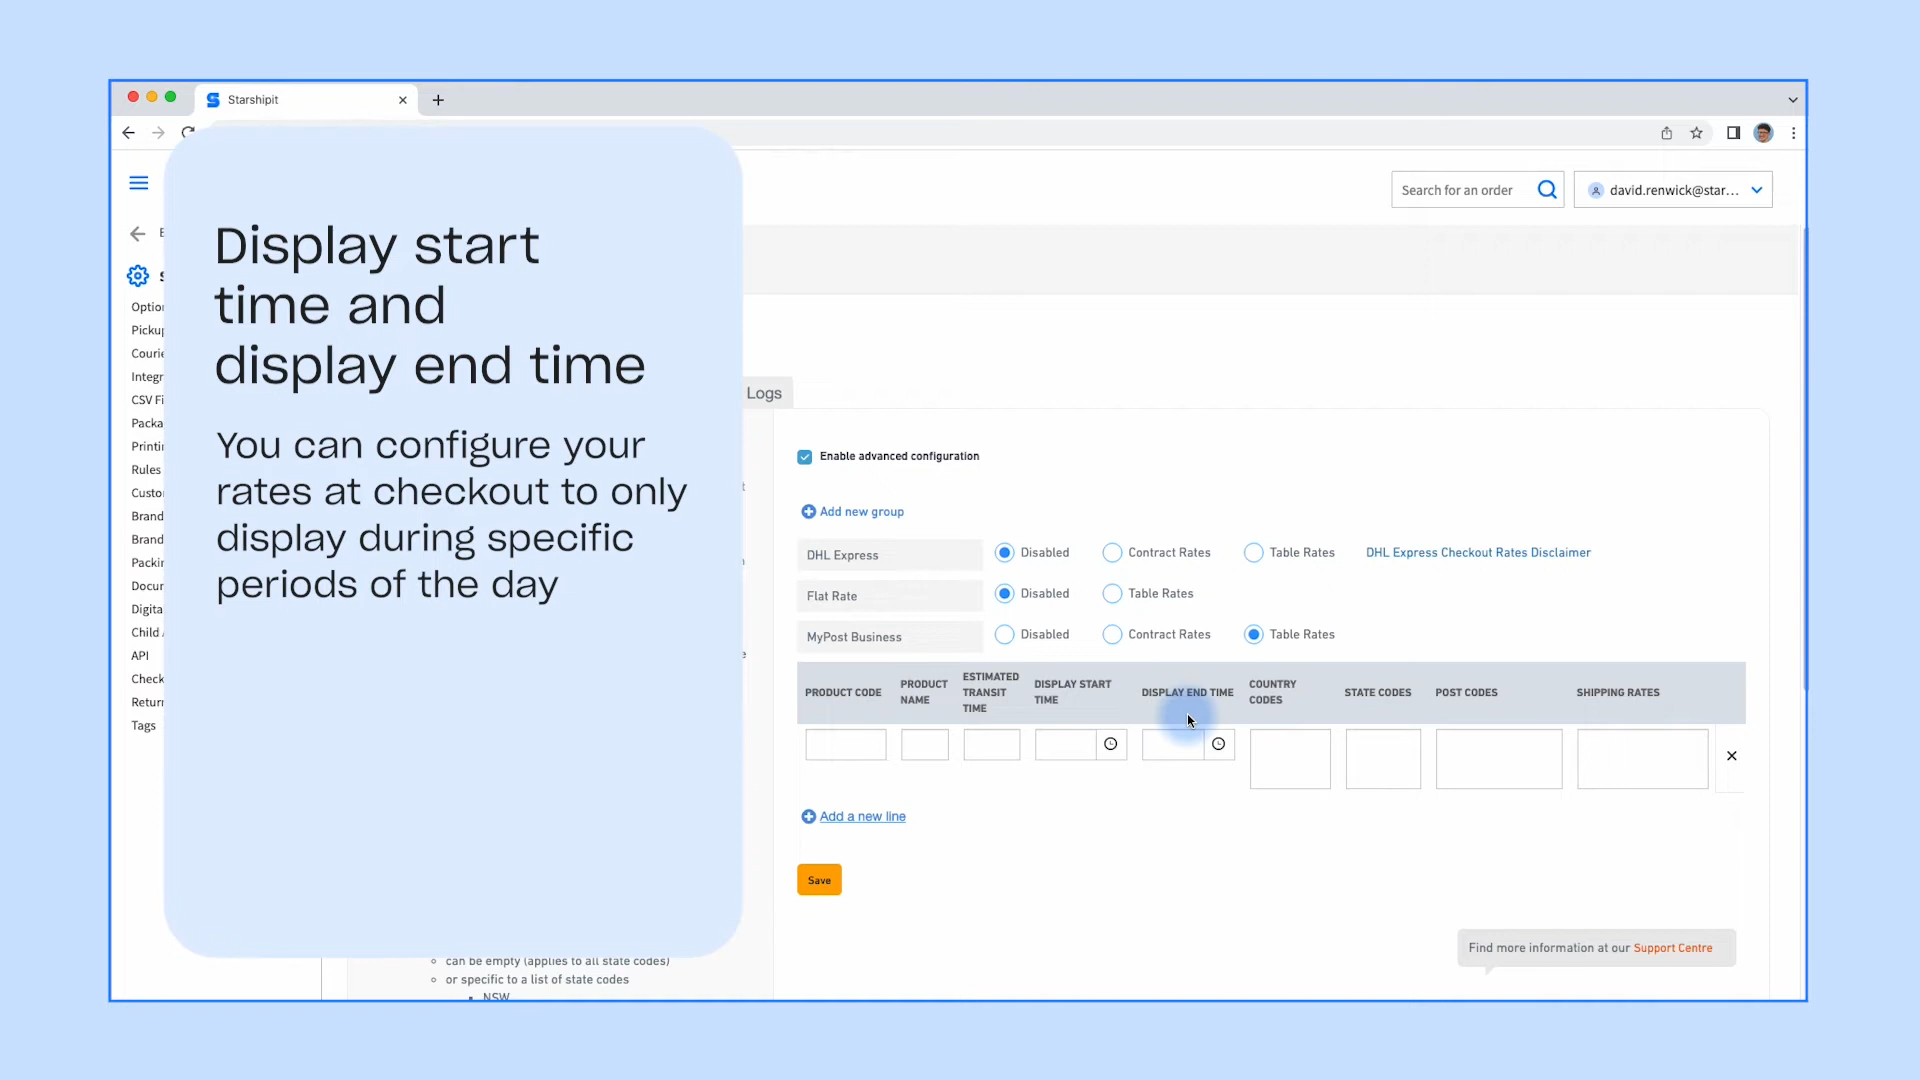 Starshipit
Search for an order
david.renwick@star...
Display start
time and
display end time
You can configure your
rates at checkout to only
display during specific
periods of the day
CSV
Rules
API
Tags
Logs
Enable advanced configuration
Add new group
DHL Express
Disabled
Contract Rates
Table Rates
DHL Express Checkout Rates Disclaimer
Flat Rate
Disabled
Table Rates
MyPost Business
Disabled
Contract Rates
Table Rates
PRODUCT CODE
PRODUCT
NAME
ESTIMATED
TRANSIT
TIME
DISPLAY START
TIME
DISPLAY END TIME
COUNTRY
CODES
STATE CODES
POST CODES
SHIPPING RATES
Add a new line
Save
Find more information at our Support Centre
can be empty (applies to all state codes)
or specific to a list of state codes
NSW